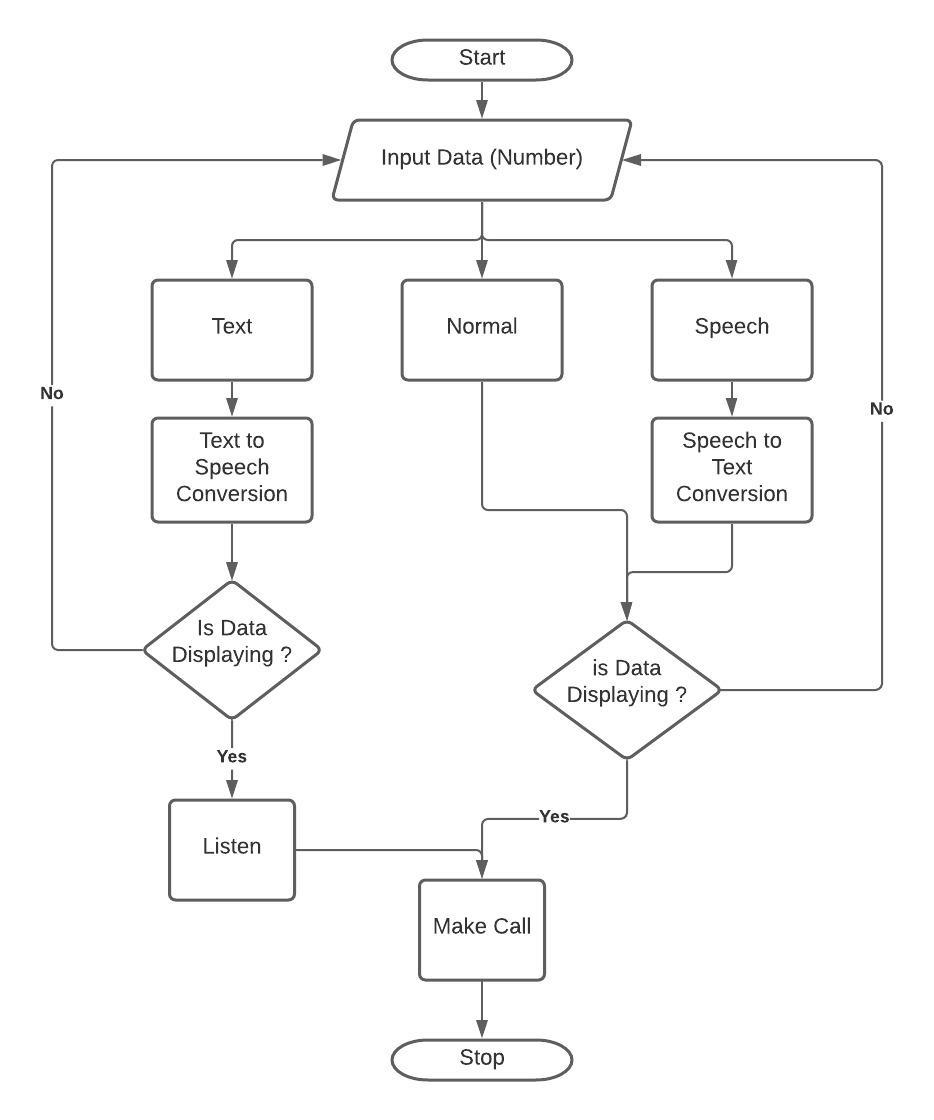 Start
Input Data (Number)
Text
Normal
Speech
No
No
Text to
Speech
Conversion
Speech to
Text
Conversion
Is Data
Displaying ?
is Data
Displaying ?
Yes
Yes
Listen
Make Call
Stop